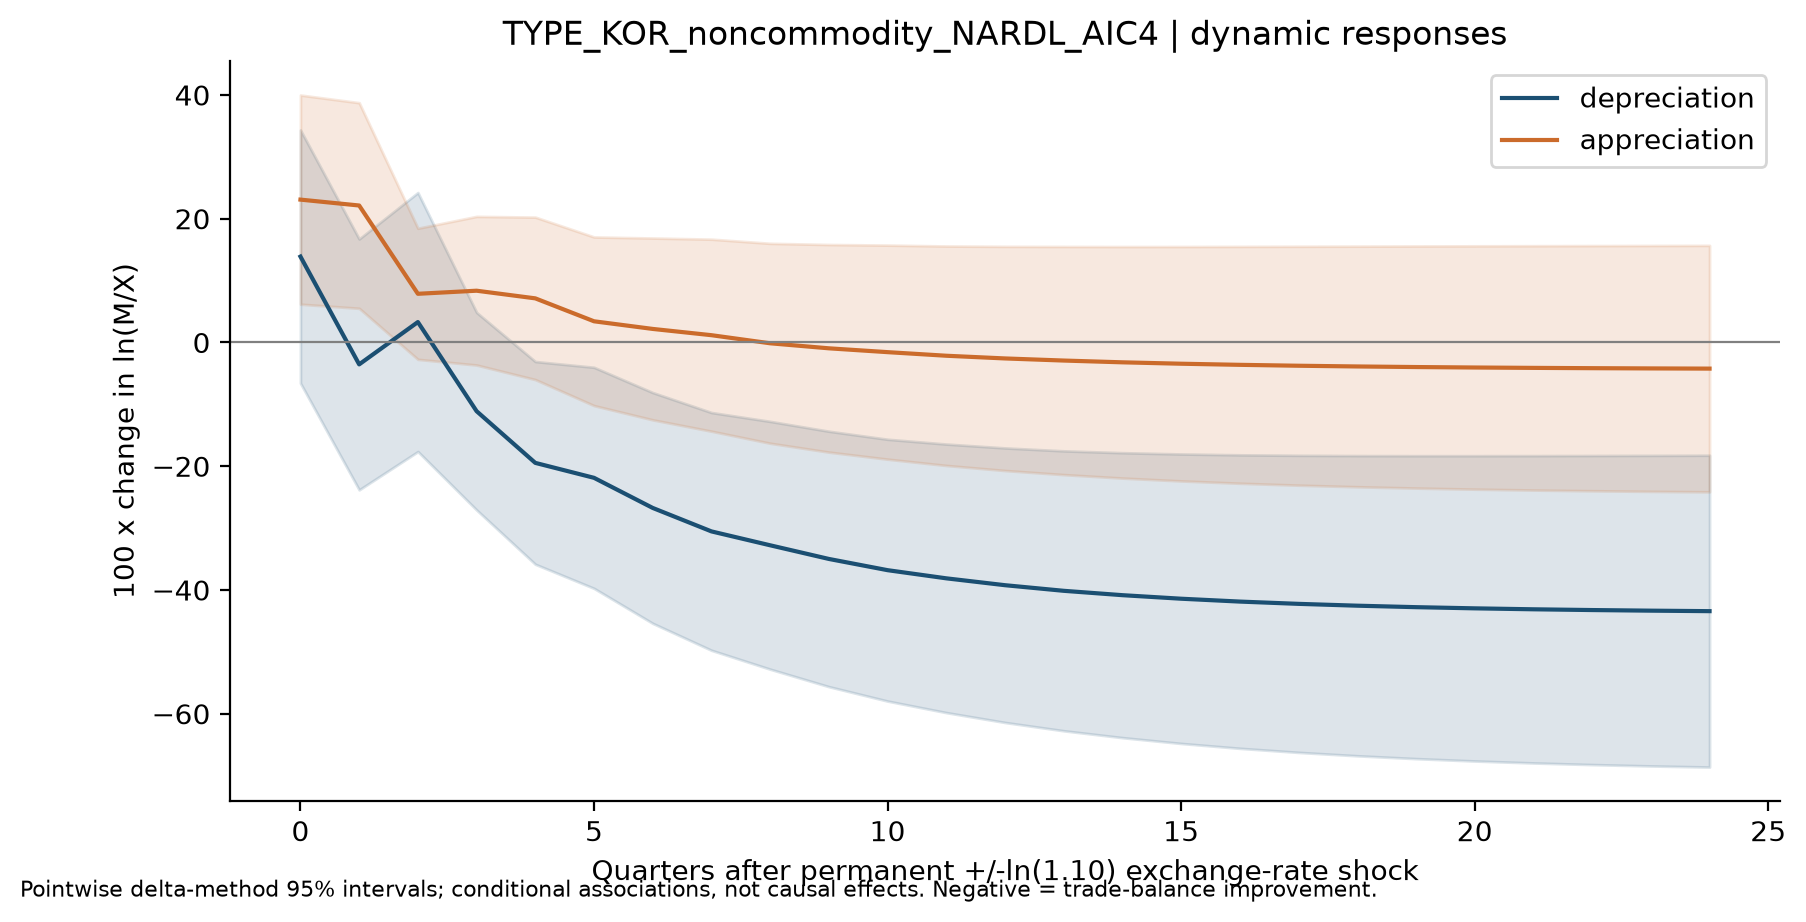 TYPE_KOR_noncommodity_NARDL_AIC4 | dynamic responses
depreciation
appreciation
100 x change in ln(M/X)
40
20
0
−20
−40
−60
0
5
10
15
20
25
Quarters after permanent +/-ln(1.10) exchange-rate shock
Pointwise delta-method 95% intervals; conditional associations, not causal effects. Negative = trade-balance improvement.